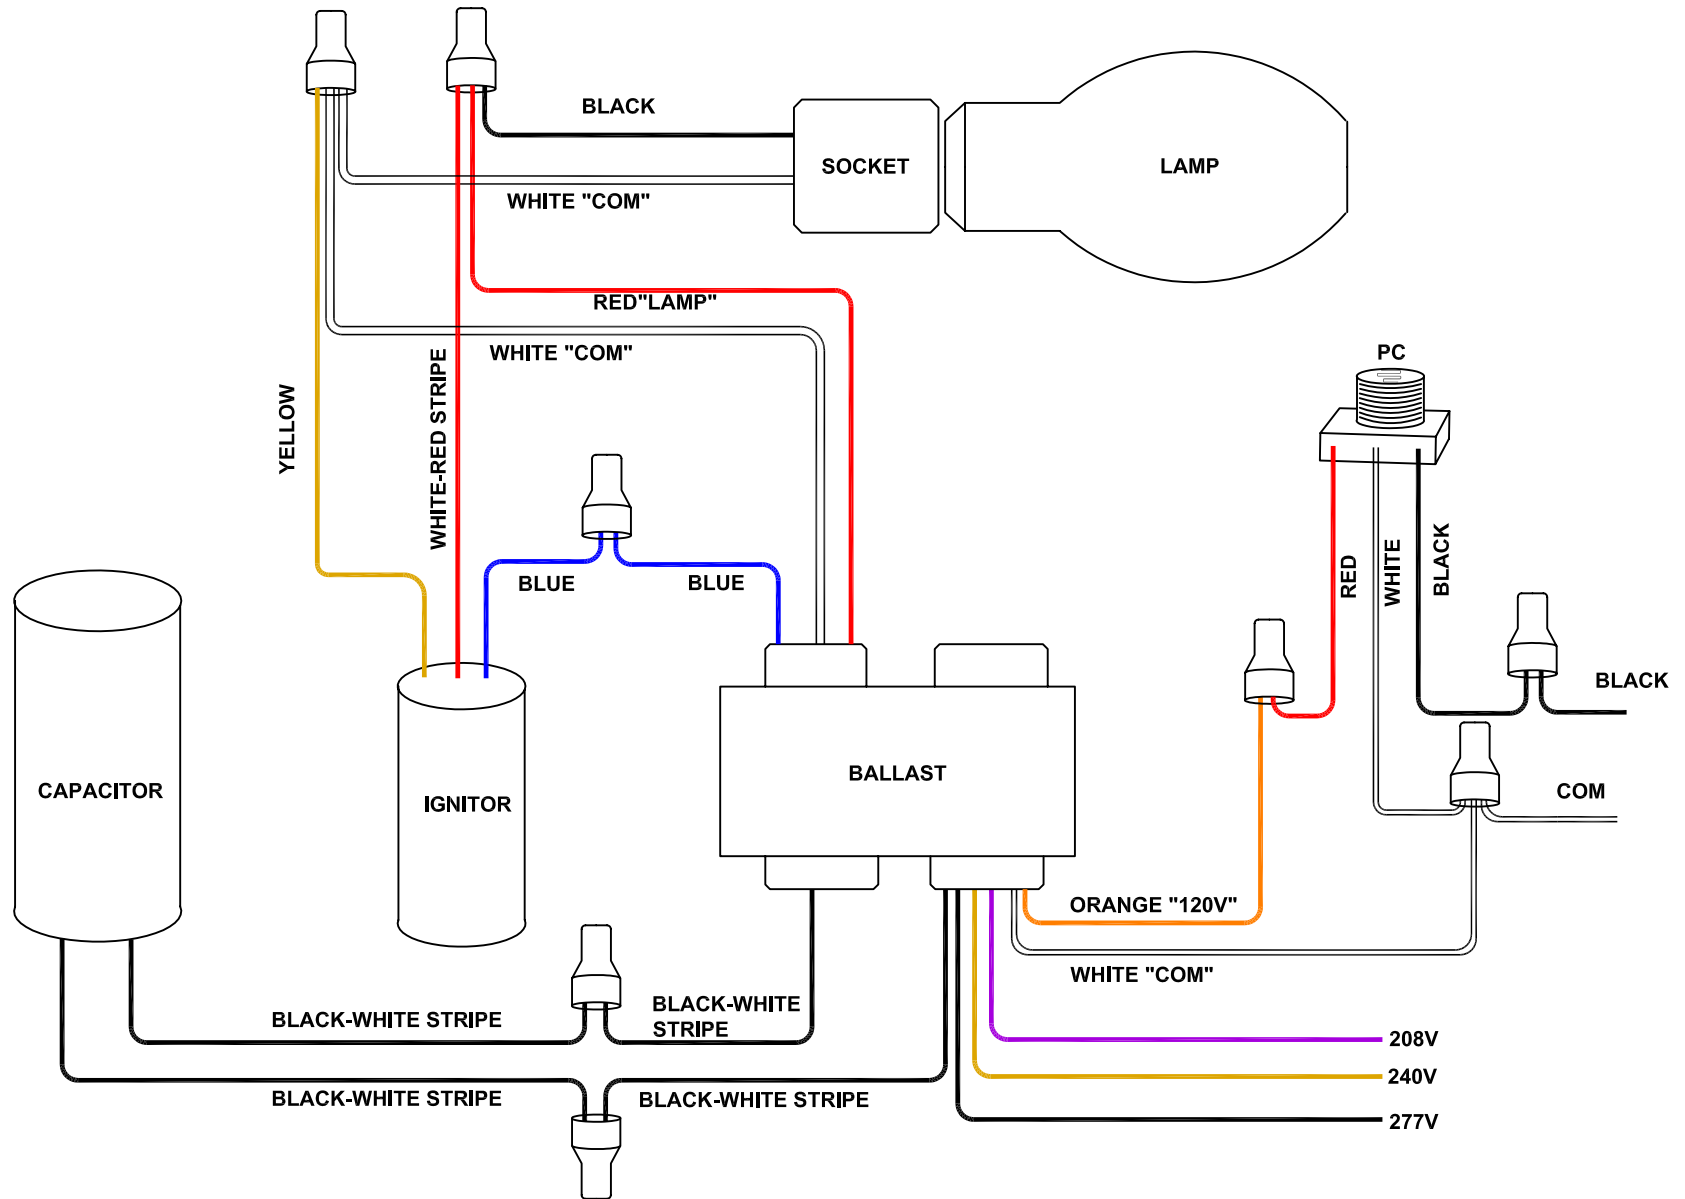 BLACK
SOCKET
LAMP
WHITE "COM"
RED"LAMP"
WHITE "COM"
PC
YELLOW
WHITE-RED STRIPE
BLUE
BLUE
RED
WHITE
BLACK
BLACK
CAPACITOR
IGNITOR
BALLAST
COM
ORANGE "120V"
WHITE "COM"
BLACK-WHITE STRIPE
BLACK-WHITE
STRIPE
208V
240V
BLACK-WHITE STRIPE
BLACK-WHITE STRIPE
277V